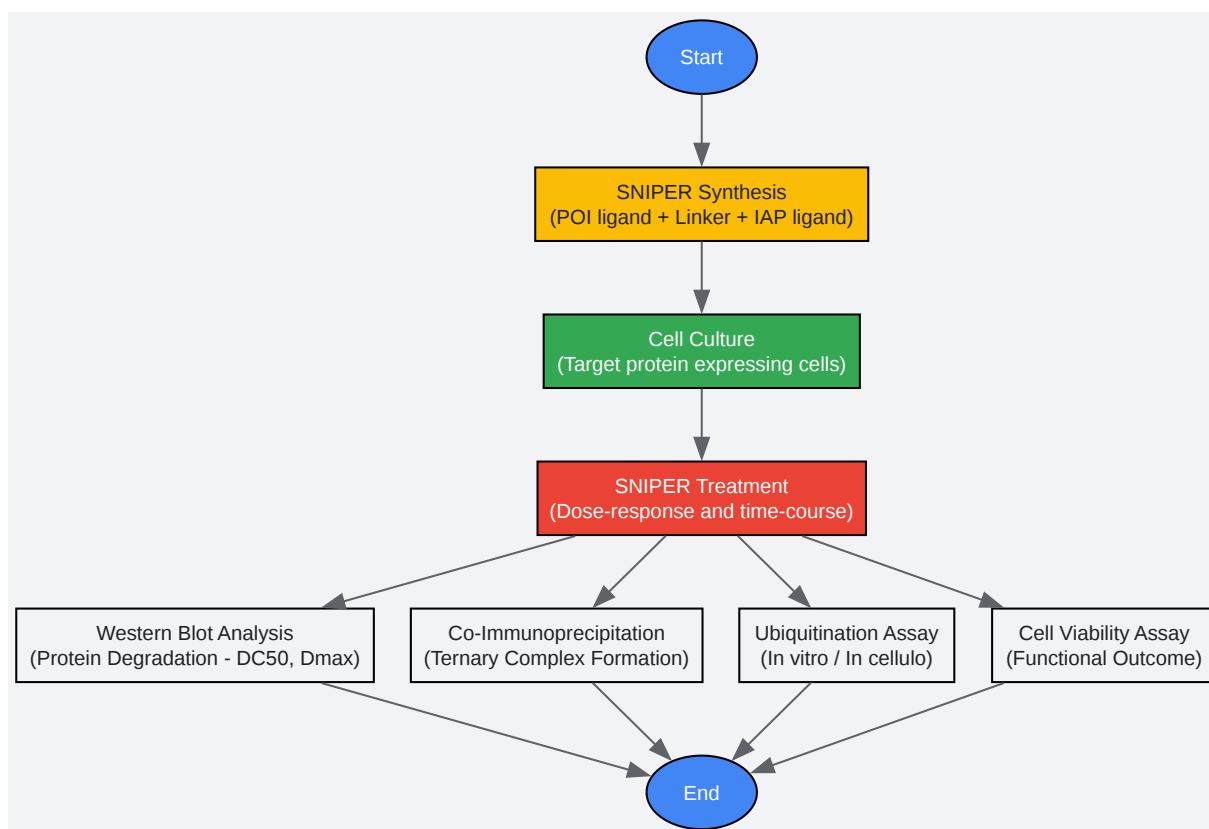 Start
SNIPER Synthesis
(POI ligand + Linker + IAP ligand)
Cell Culture
(Target protein expressing cells)
SNIPER Treatment
(Dose-response and time-course)
Western Blot Analysis
(Protein Degradation - DC50, Dmax)
Co-Immunoprecipitation
(Ternary Complex Formation)
Ubiquitination Assay
(In vitro / In cellulo)
Cell Viability Assay
(Functional Outcome)
End